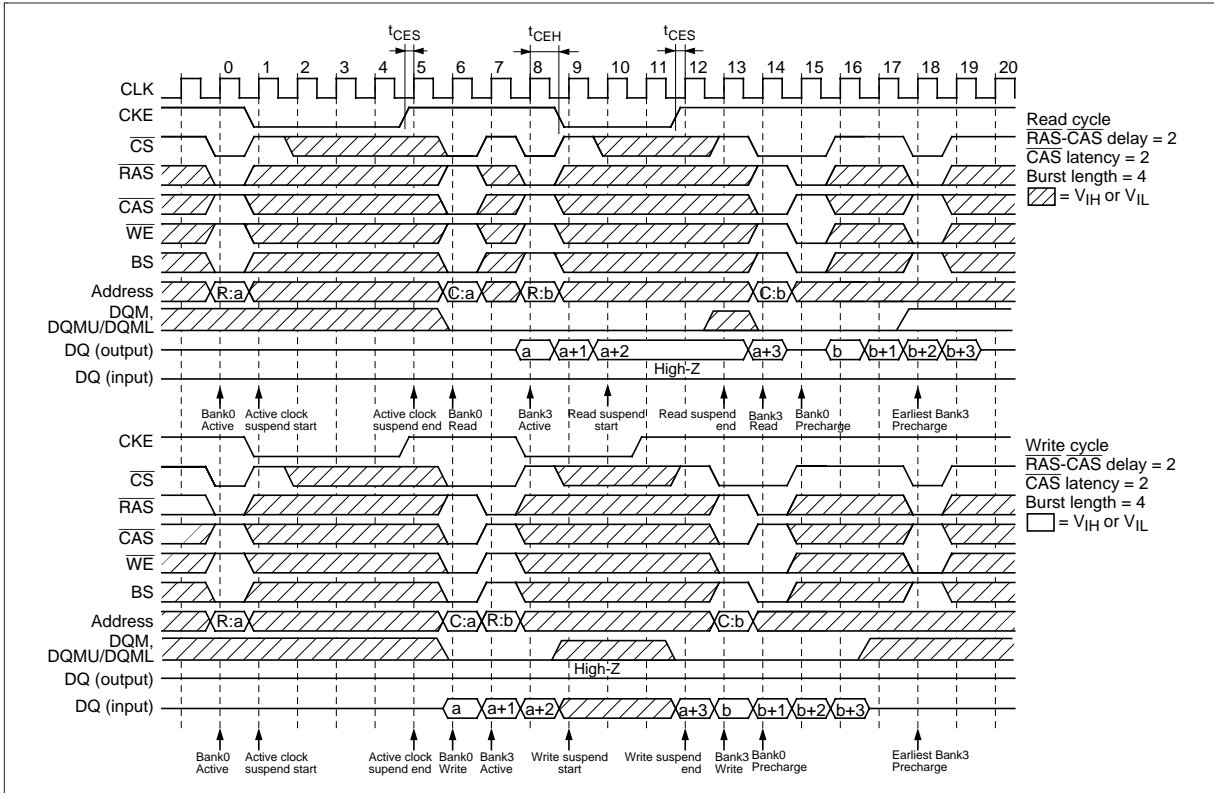 tCES tCEH tCES
0 1 2 3 4 5 6 7 8 9 10 11 12 13 14 15 16 17 18 19 20
CLK
CKE
CS
RAS
CAS
WE
BS
Address R:a C:a R:b C:b
DQM,
DQMU/DQML
DQ (output) a a+1 a+2 a+3 b b+1 b+2 b+3
High-Z
DQ (input)
Bank0 Active
Active clock suspend start
Active clock suspend end
Bank0 Read
Bank3 Active
Read suspend start
Read suspend end
Bank3 Read
Bank0 Precharge
Earliest Bank3 Precharge
Read cycle
RAS-CAS delay = 2
CAS latency = 2
Burst length = 4
= VIH or VIL
CKE
CS
RAS
CAS
WE
BS
Address R:a C:a R:b C:b
DQM,
DQMU/DQML
High-Z
DQ (output)
DQ (input) a a+1 a+2 a+3 b b+1 b+2 b+3
Bank0 Active
Active clock suspend start
Active clock supend end
Bank0 Write
Bank3 Active
Write suspend start
Write suspend end
Bank3 Write
Bank0 Precharge
Earliest Bank3 Precharge
Write cycle
RAS-CAS delay = 2
CAS latency = 2
Burst length = 4
= VIH or VIL